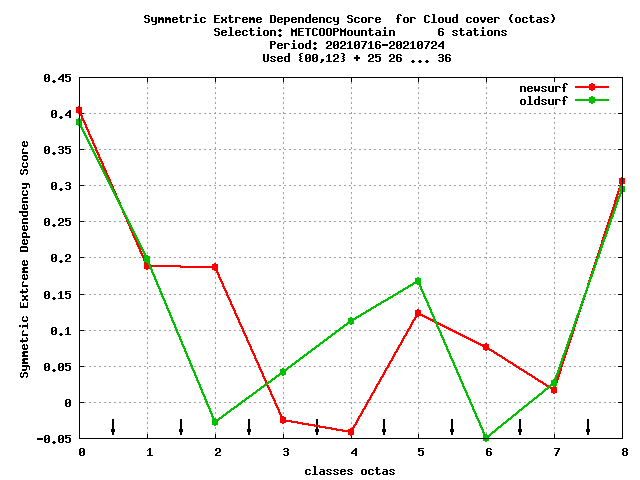 Symmetric Extreme Dependency Score  for Cloud cover (octas)
Selection: METCOOPMountain      6 stations
Period: 20210716-20210724
Used {00,12} + 25 26 ... 36
newsurf
oldsurf
0.45
0.4
0.35
0.3
0.25
0.2
0.15
0.1
0.05
0
-0.05
Symmetric Extreme Dependency Score
0 1 2 3 4 5 6 7 8
classes octas